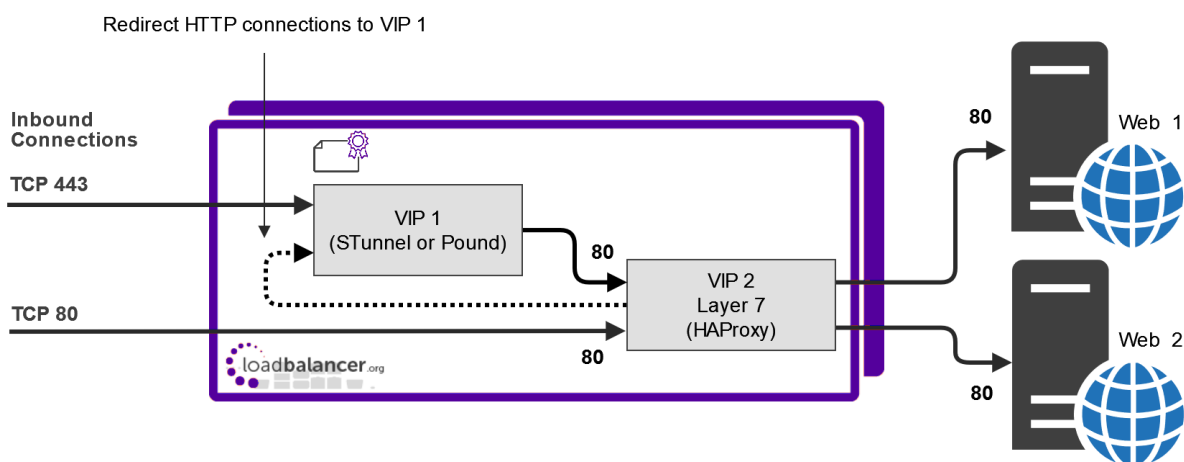 Redirect HTTP connections to VIP 1
Inbound
Connections
TCP 443
VIP 1
(STunnel or Pound)
80
VIP 2
Layer 7
(HAProxy)
TCP 80
80
loadbalancer.org
80
Web 1
Web 2
80